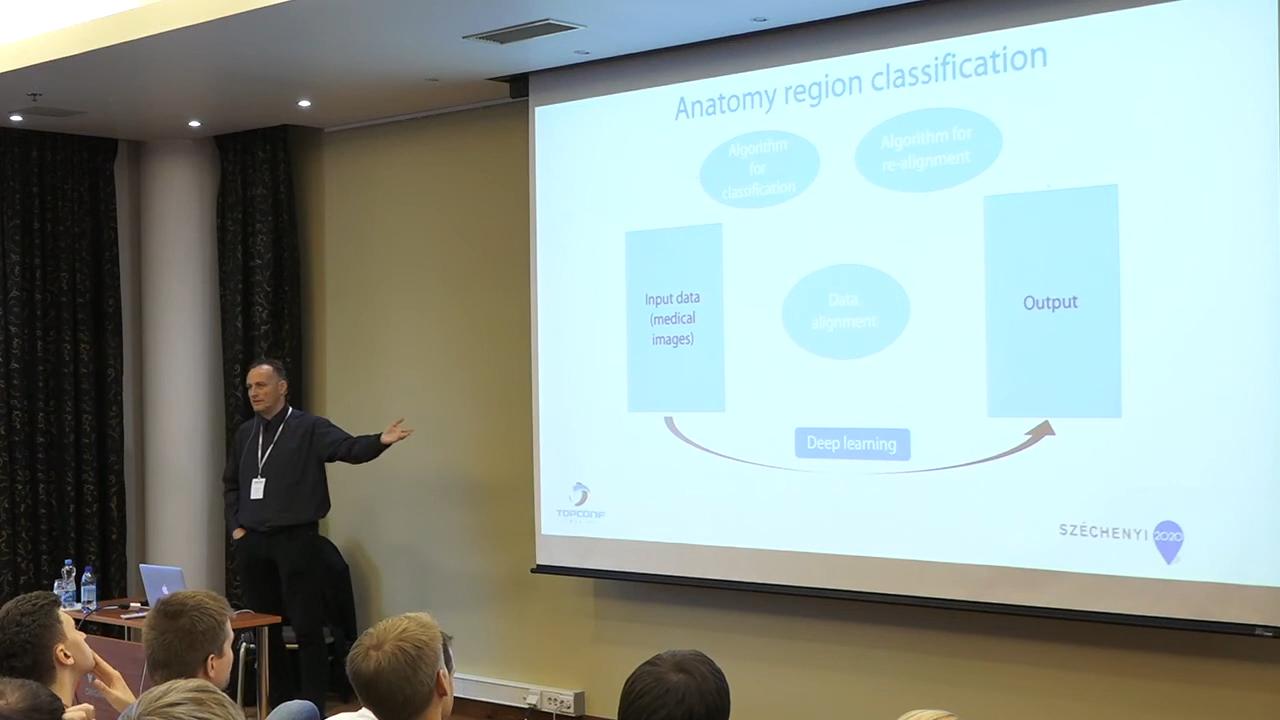 Anatomy region classification
Algorithm
for
classification
Algorithm for
re-alignment
Input data
(medical
images)
Data
alignment
Output
Deep learning
TOPCONF
SZÉCHENYI 2020